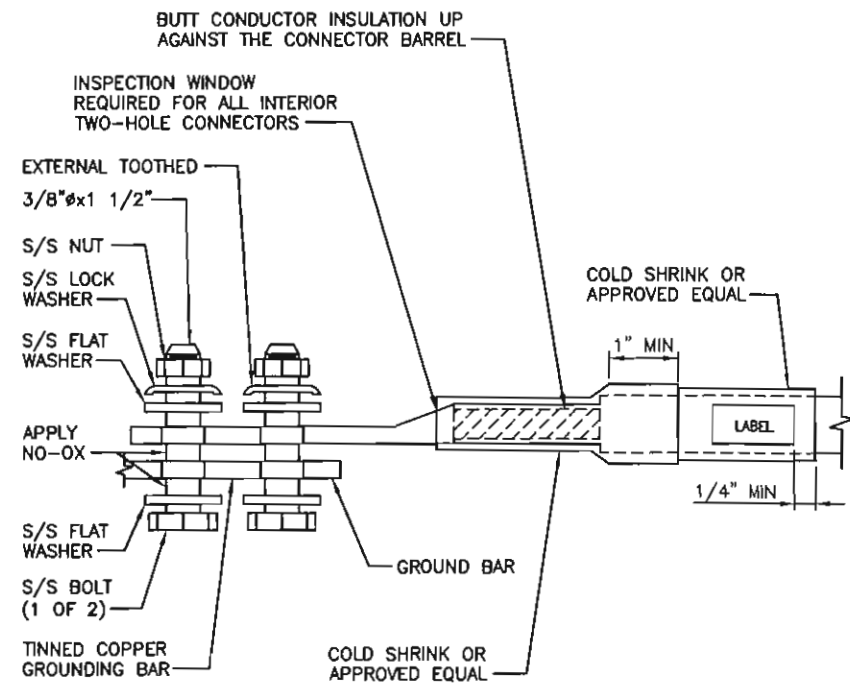 BUTT CONDUCTOR INSULATION UP
AGAINST THE CONNECTOR BARREL
INSPECTION WINDOW
REQUIRED FOR ALL INTERIOR
TWO-HOLE CONNECTORS
EXTERNAL TOOTHED
3/8"øx1 1/2"
S/S NUT
S/S LOCK
WASHER
S/S FLAT
WASHER
APPLY
NO-OX
S/S FLAT
WASHER
S/S BOLT
(1 OF 2)
TINNED COPPER
GROUNDING BAR
GROUND BAR
COLD SHRINK OR
APPROVED EQUAL
COLD SHRINK OR
APPROVED EQUAL
1" MIN
LABEL
1/4" MIN